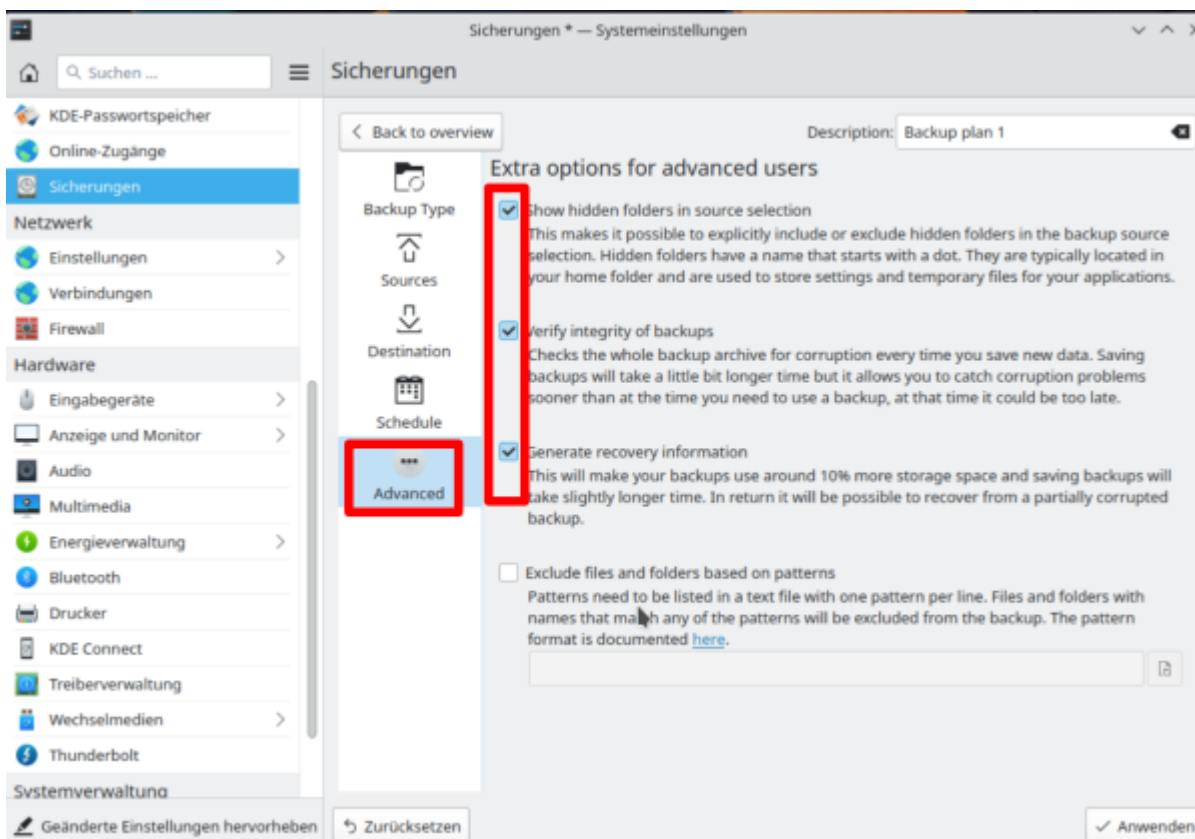 Sicherungen * — Systemeinstellungen
Suchen ...
Sicherungen
KDE-Passwortspeicher
Online-Zugänge
Sicherungen
Netzwerk
Einstellungen
Verbindungen
Firewall
Hardware
Eingabegeräte
Anzeige und Monitor
Audio
Multimedia
Energieverwaltung
Bluetooth
Drucker
KDE Connect
Treiberverwaltung
Wechselmedien
Thunderbolt
Systemverwaltung
Geänderte Einstellungen hervorheben
Back to overview
Description: Backup plan 1
Backup Type
Sources
Destination
Schedule
Advanced
Extra options for advanced users
Show hidden folders in source selection
This makes it possible to explicitly include or exclude hidden folders in the backup source
selection. Hidden folders have a name that starts with a dot. They are typically located in
your home folder and are used to store settings and temporary files for your applications.
Verify integrity of backups
Checks the whole backup archive for corruption every time you save new data. Saving
backups will take a little bit longer time but it allows you to catch corruption problems
sooner than at the time you need to use a backup, at that time it could be too late.
Generate recovery information
This will make your backups use around 10% more storage space and saving backups will
take slightly longer time. In return it will be possible to recover from a partially corrupted
backup.
Exclude files and folders based on patterns
Patterns need to be listed in a text file with one pattern per line. Files and folders with
names that match any of the patterns will be excluded from the backup. The pattern
format is documented here.
Zurücksetzen
Anwenden